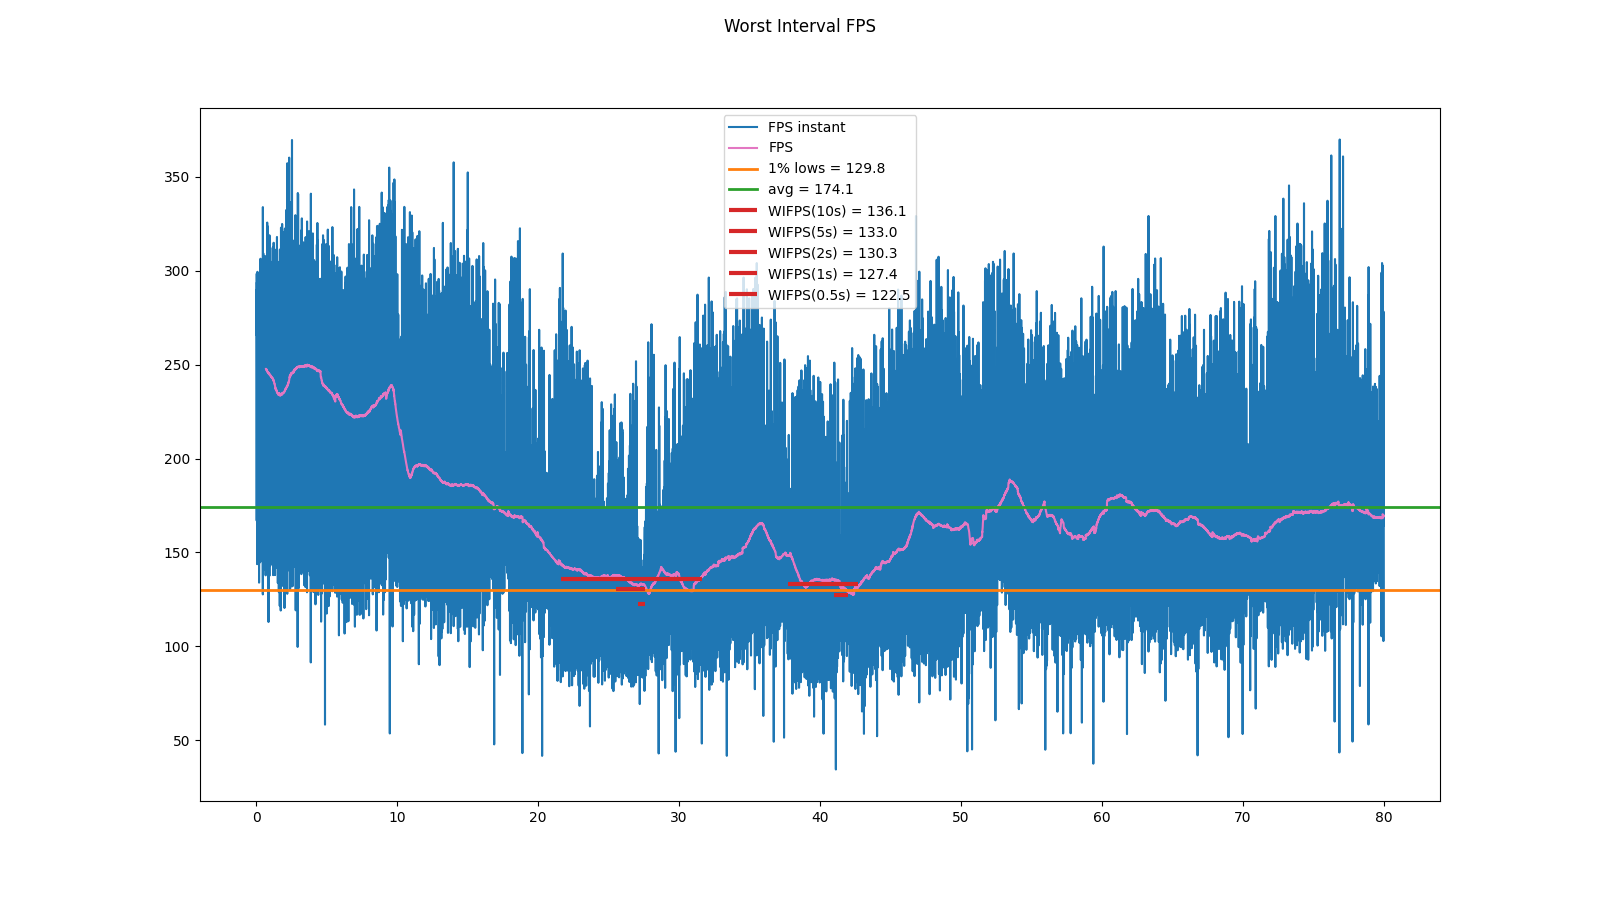 Worst Interval FPS
FPS instant
FPS
1% lows = 129.8
avg = 174.1
WIFPS(10s) = 136.1
WIFPS(5s) = 133.0
WIFPS(2s) = 130.3
WIFPS(1s) = 127.4
WIFPS(0.5s) = 122.5
350
300
250
200
150
100
50
0 10 20 30 40 50 60 70 80